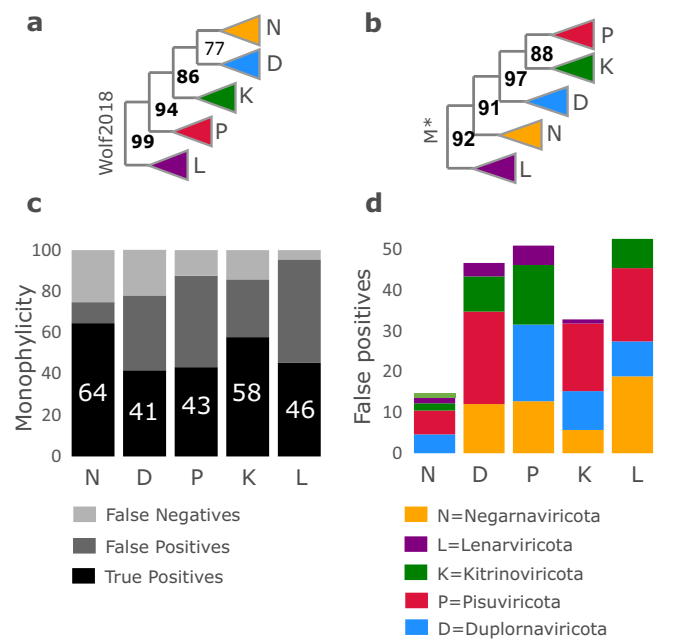 a
N
77
D
86
K
94
P
99
L
Wolf2018
b
P
88
K
97
D
91
N
92
L
M*
c
Monophylicity
100
80
60
40
20
0
64
41
43
58
46
N D P K L
False Negatives
False Positives
True Positives
d
False positives
50
40
30
20
10
0
N D P K L
N=Negarnaviricota
L=Lenarviricota
K=Kitrinoviricota
P=Pisuviricota
D=Duplornaviricota